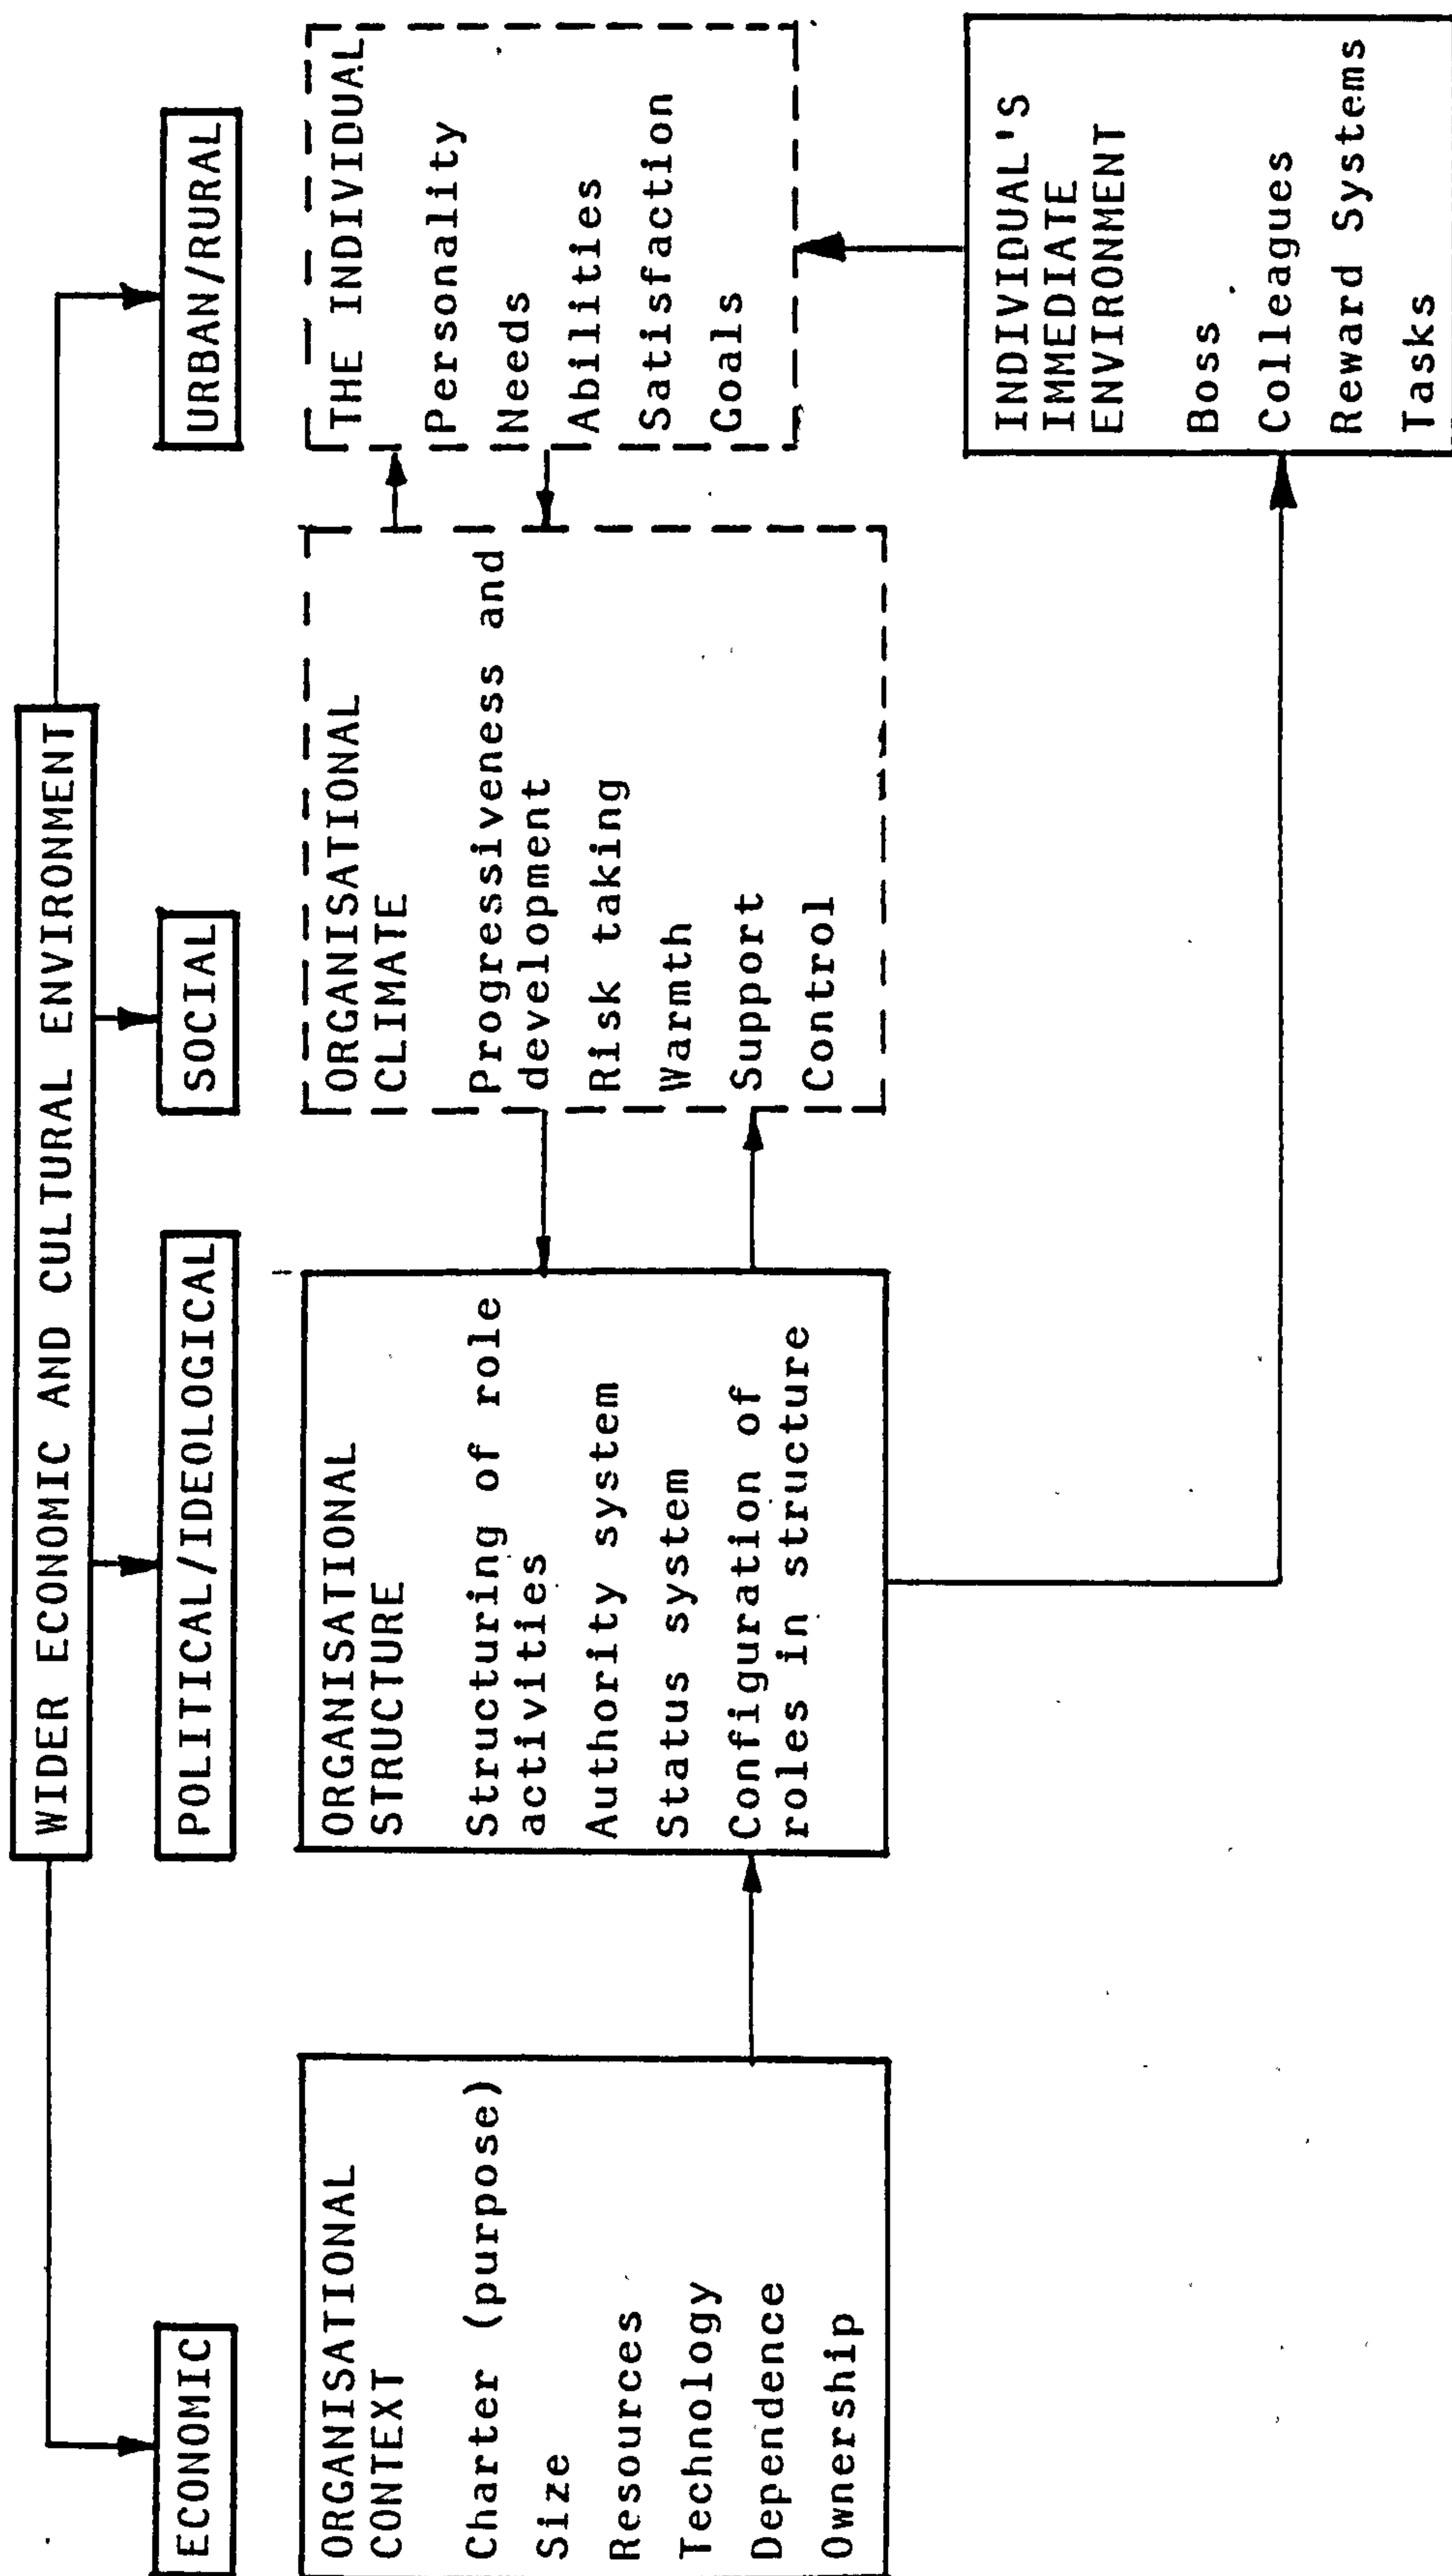 WIDER ECONOMIC AND CULTURAL ENVIRONMENT
ECONOMIC
POLITICAL/IDEOLOGICAL
SOCIAL
URBAN/RURAL
ORGANISATIONAL
CONTEXT
Charter (purpose)
Size
Resources
Technology
Dependence
Ownership
ORGANISATIONAL
STRUCTURE
Structuring of role
activities
Authority system
Status system
Configuration of
roles in structure
ORGANISATIONAL
CLIMATE
Progressiveness and
development
Risk taking
Warmth
Support
Control
THE INDIVIDUAL
Personality
Needs
Abilities
Satisfaction
Goals
INDIVIDUAL'S
IMMEDIATE
ENVIRONMENT
Boss
Colleagues
Reward Systems
Tasks